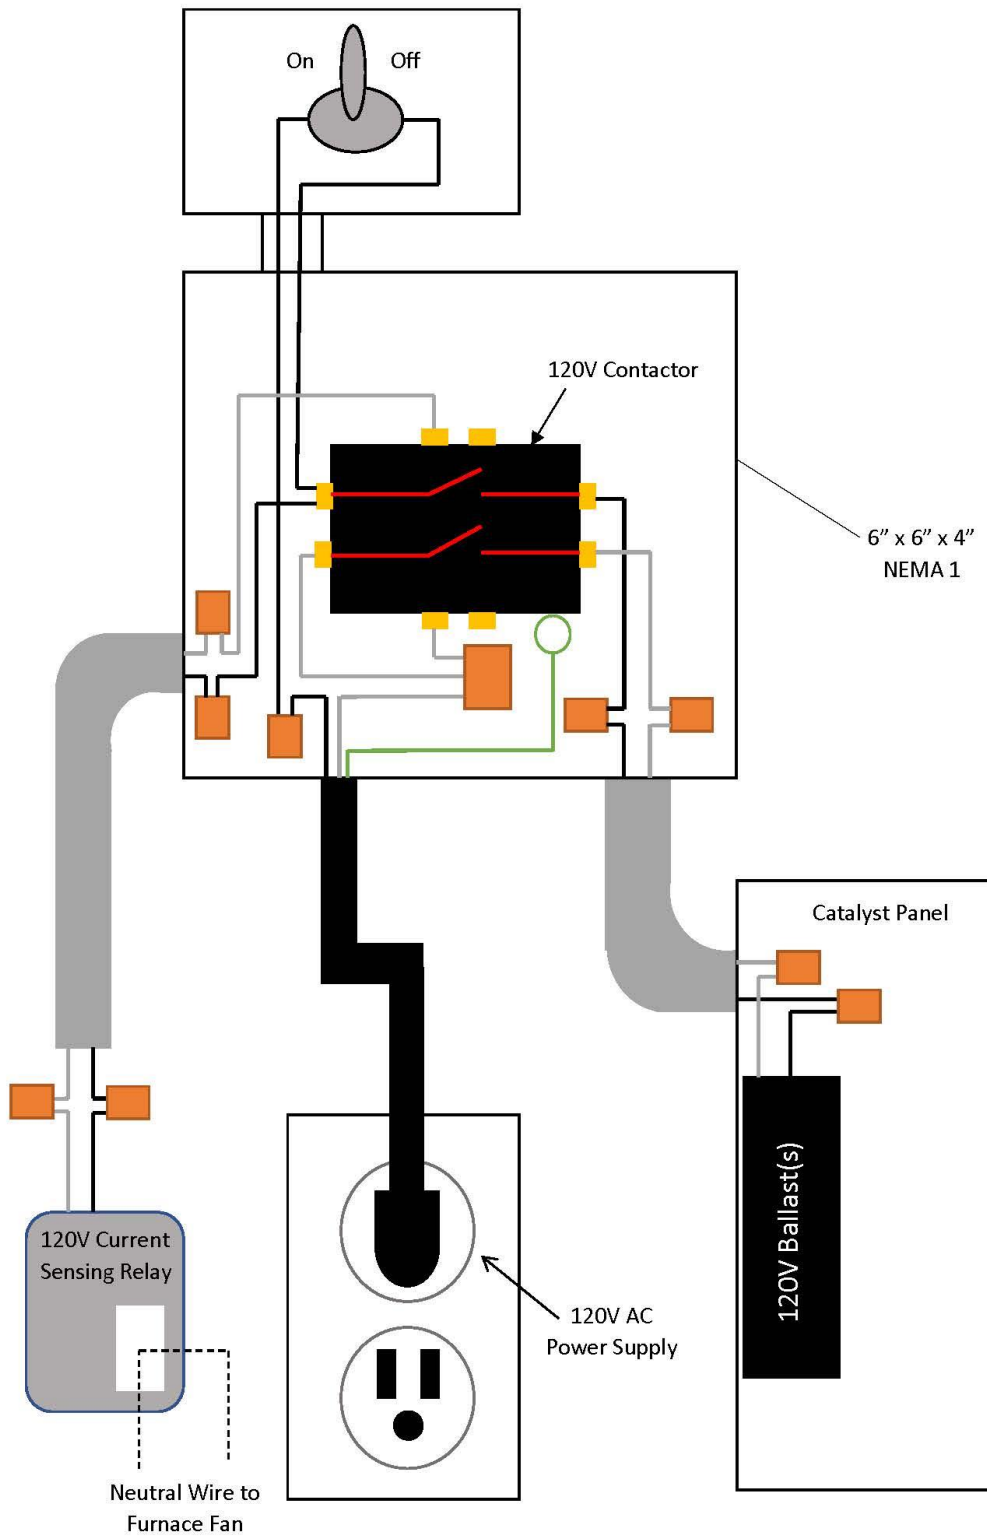 On
Off
120V Contactor
6” x 6” x 4”
NEMA 1
Catalyst Panel
120V Ballast(s)
120V Current
Sensing Relay
120V AC
Power Supply
Neutral Wire to
Furnace Fan